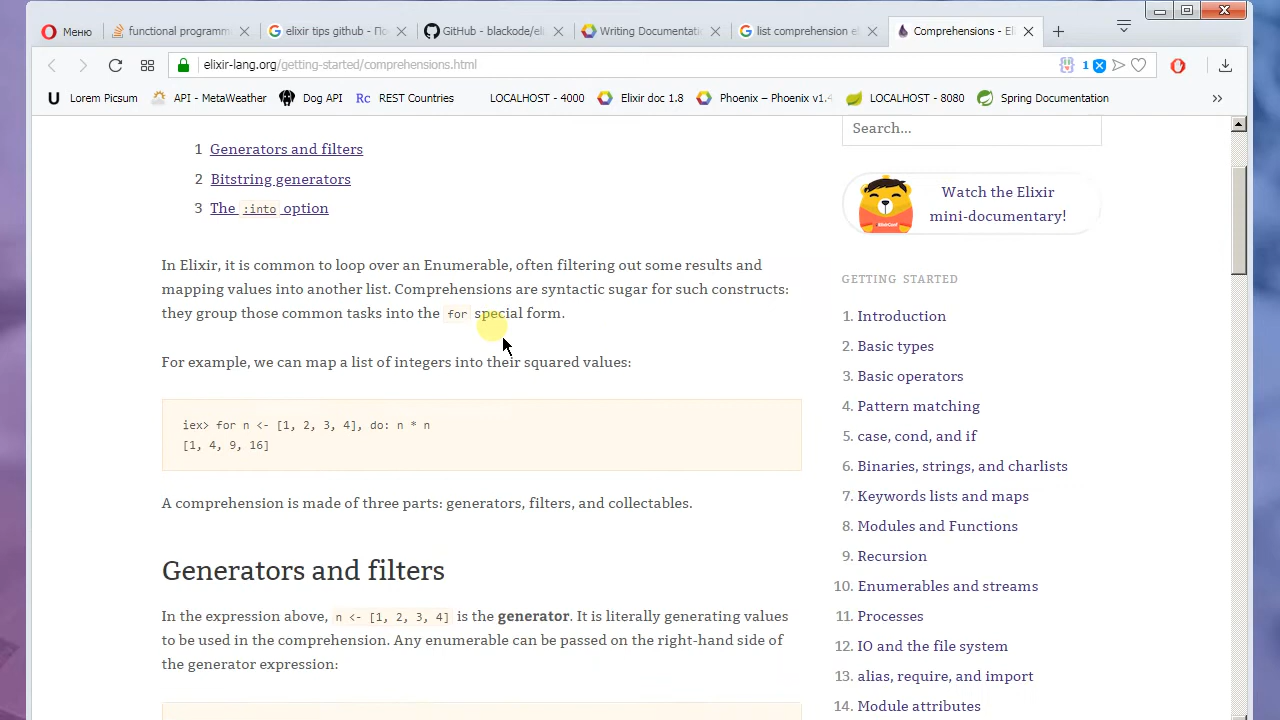 Меню
functional programm
elixir tips github - По
GitHub - blackode/eli
Writing Documentatio
list comprehension el
Comprehensions - Eli
elixir-lang.org/getting-started/comprehensions.html
1
U Lorem Picsum
API - MetaWeather
Dog API
Rc REST Countries
LOCALHOST - 4000
Elixir doc 1.8
Phoenix – Phoenix v1.4
LOCALHOST - 8080
Spring Documentation
»
1 Generators and filters
2 Bitstring generators
3 The :into option
In Elixir, it is common to loop over an Enumerable, often filtering out some results and
mapping values into another list. Comprehensions are syntactic sugar for such constructs:
they group those common tasks into the for special form.
For example, we can map a list of integers into their squared values:
iex> for n <- [1, 2, 3, 4], do: n * n
[1, 4, 9, 16]
A comprehension is made of three parts: generators, filters, and collectables.
Generators and filters
In the expression above, n <- [1, 2, 3, 4] is the generator. It is literally generating values
to be used in the comprehension. Any enumerable can be passed on the right-hand side of
the generator expression:
Search...
Watch the Elixir
mini-documentary!
GETTING STARTED
1. Introduction
2. Basic types
3. Basic operators
4. Pattern matching
5. case, cond, and if
6. Binaries, strings, and charlists
7. Keywords lists and maps
8. Modules and Functions
9. Recursion
10. Enumerables and streams
11. Processes
12. IO and the file system
13. alias, require, and import
14. Module attributes